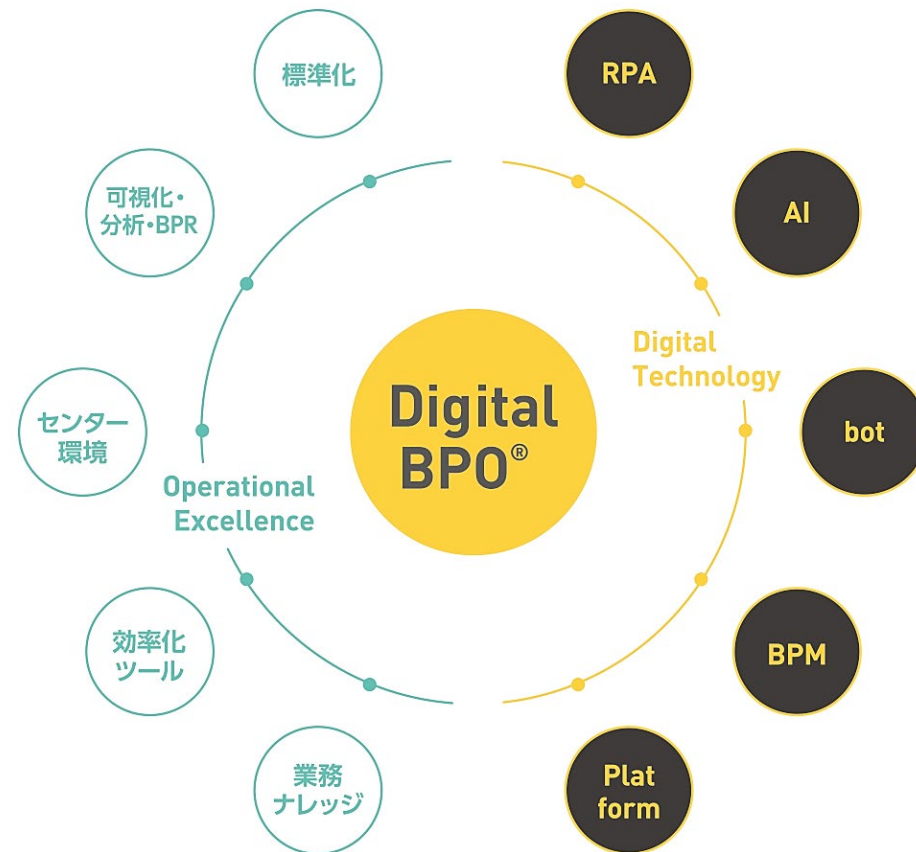 標準化
RPA
可視化・
分析・BPR
AI
Digital
Technology
センター
環境
Digital
BPO®
bot
Operational
Excellence
効率化
ツール
BPM
業務
ナレッジ
Plat
form